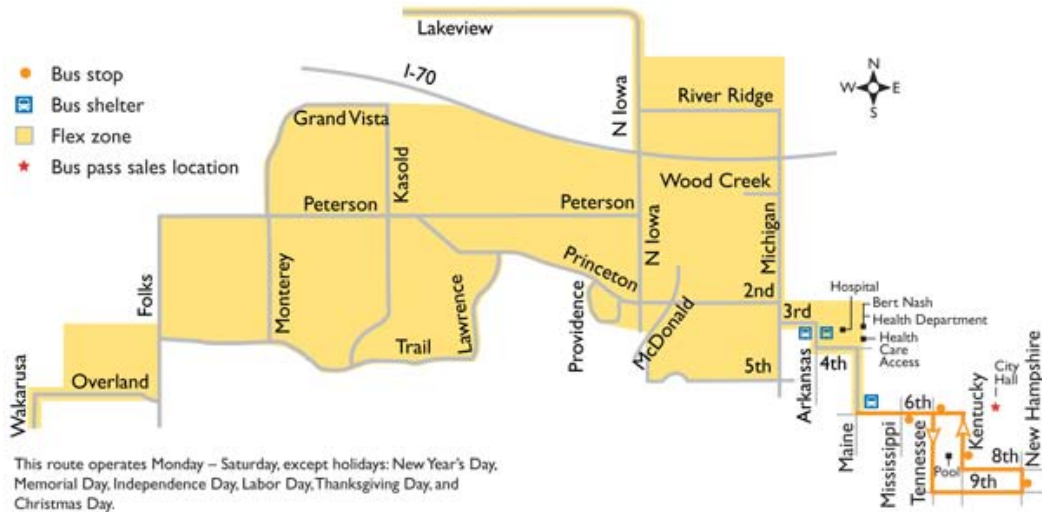 Lakeview
I-70
Bus stop
Bus shelter
Flex zone
Bus pass sales location
N
W E
S
N Iowa
River Ridge
Grand Vista
Kasold
Wood Creek
Peterson
Peterson
N Iowa
Michigan
Folks
Monterey
Princeton
Providence
McDonald
2nd
Hospital
Bert Nash
Health Department
Health
Care
Access
3rd
4th
Arkansas
Lawrence
Trail
5th
Overland
Wakarusa
City
Hall
Maine
6th
Mississippi
Tennessee
Kentucky
New Hampshire
Pool
8th
9th
This route operates Monday – Saturday, except holidays: New Year's Day,
Memorial Day, Independence Day, Labor Day, Thanksgiving Day, and
Christmas Day.